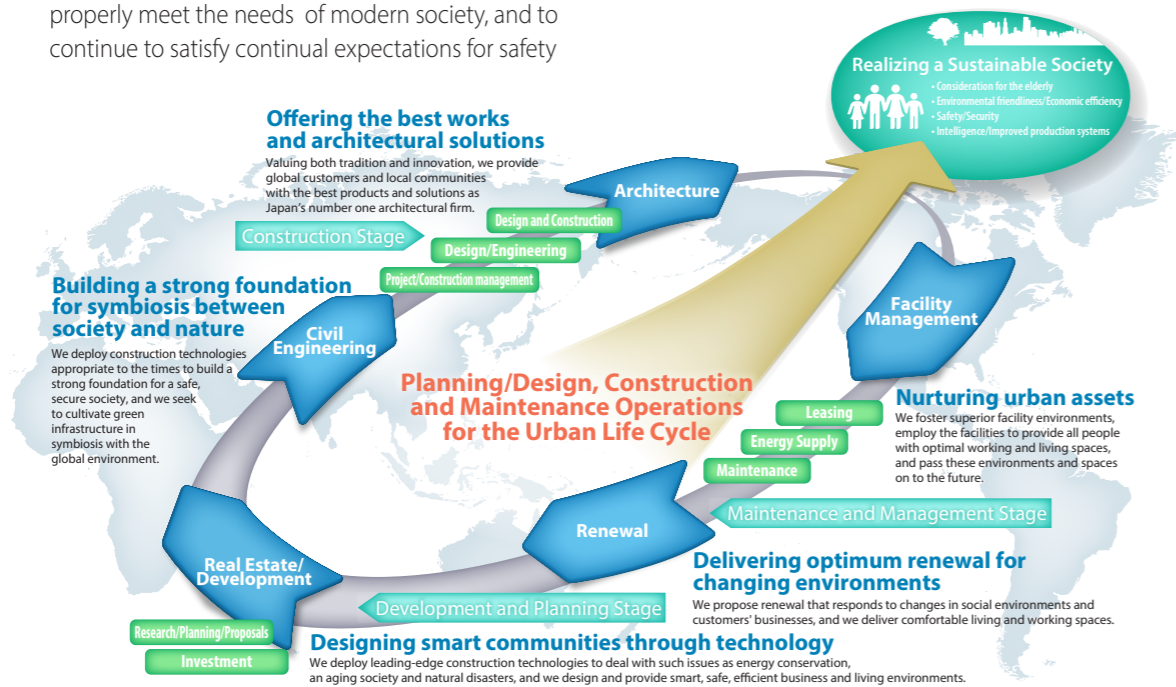 properly meet the needs  of modern society, and to
continue to satisfy continual expectations for safety
Realizing a Sustainable Society
• Consideration for the elderly
• Environmental friendliness/Economic efficiency
• Safety/Security
• Intelligence/Improved production systems
Offering the best works
and architectural solutions
Valuing both tradition and innovation, we provide
global customers and local communities
with the best products and solutions as
Japan's number one architectural firm.
Architecture
Design and Construction
Construction Stage
Design/Engineering
Project/Construction management
Building a strong foundation
for symbiosis between
society and nature
We deploy construction technologies
appropriate to the times to build a
strong foundation for a safe,
secure society, and we seek
to cultivate green
infrastructure in
symbiosis with the
global environment.
Civil
Engineering
Facility
Management
Planning/Design, Construction
and Maintenance Operations
for the Urban Life Cycle
Nurturing urban assets
We foster superior facility environments,
employ the facilities to provide all people
with optimal working and living spaces,
and pass these environments and spaces
on to the future.
Leasing
Energy Supply
Maintenance
Maintenance and Management Stage
Renewal
Delivering optimum renewal for
changing environments
We propose renewal that responds to changes in social environments and
customers' businesses, and we deliver comfortable living and working spaces.
Real Estate/
Development
Development and Planning Stage
Research/Planning/Proposals
Investment
Designing smart communities through technology
We deploy leading-edge construction technologies to deal with such issues as energy conservation,
an aging society and natural disasters, and we design and provide smart, safe, efficient business and living environments.